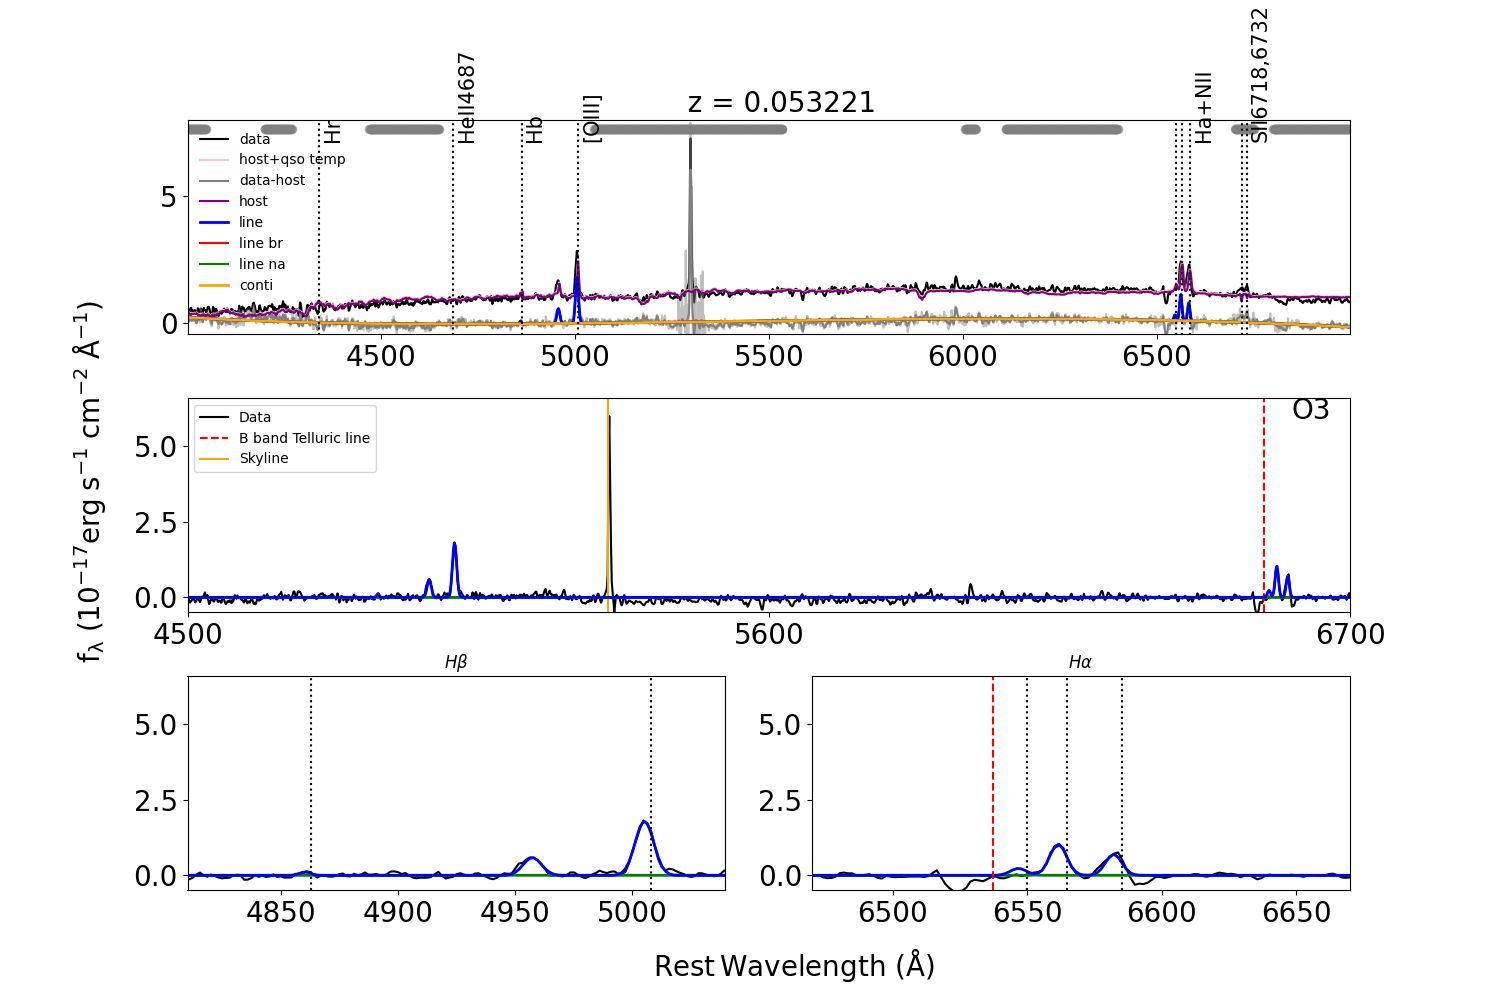 z = 0.053221
Hr
HeII4687
Hb
[OIII]
Ha+NII
SII6718,6732
data
host+qso temp
data-host
host
line
line br
line na
conti
5
0
4500 5000 5500 6000 6500
fλ (10⁻¹⁷erg s⁻¹ cm⁻² Å⁻¹)
O3
Data
B band Telluric line
Skyline
5.0
2.5
0.0
4500 5600 6700
Hβ
5.0
2.5
0.0
4850 4900 4950 5000
Hα
5.0
2.5
0.0
6500 6550 6600 6650
Rest Wavelength (Å)